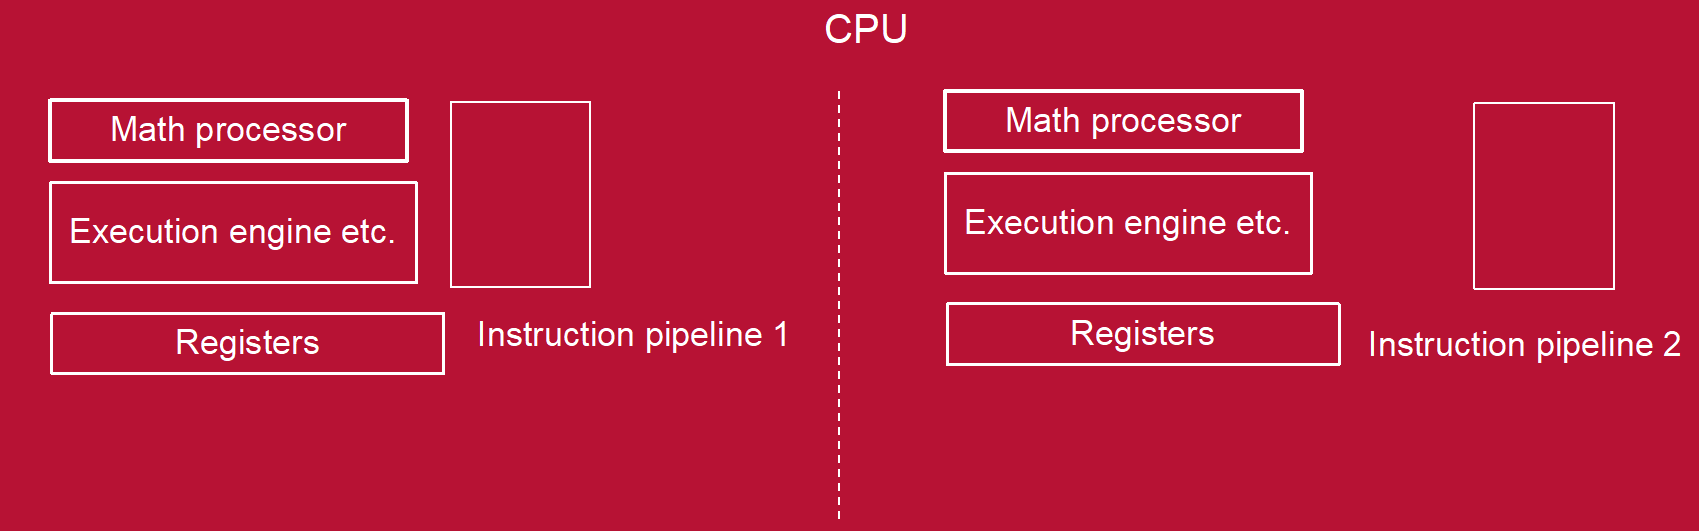 CPU
Math processor
Execution engine etc.
Registers
Instruction pipeline 1
Math processor
Execution engine etc.
Registers
Instruction pipeline 2